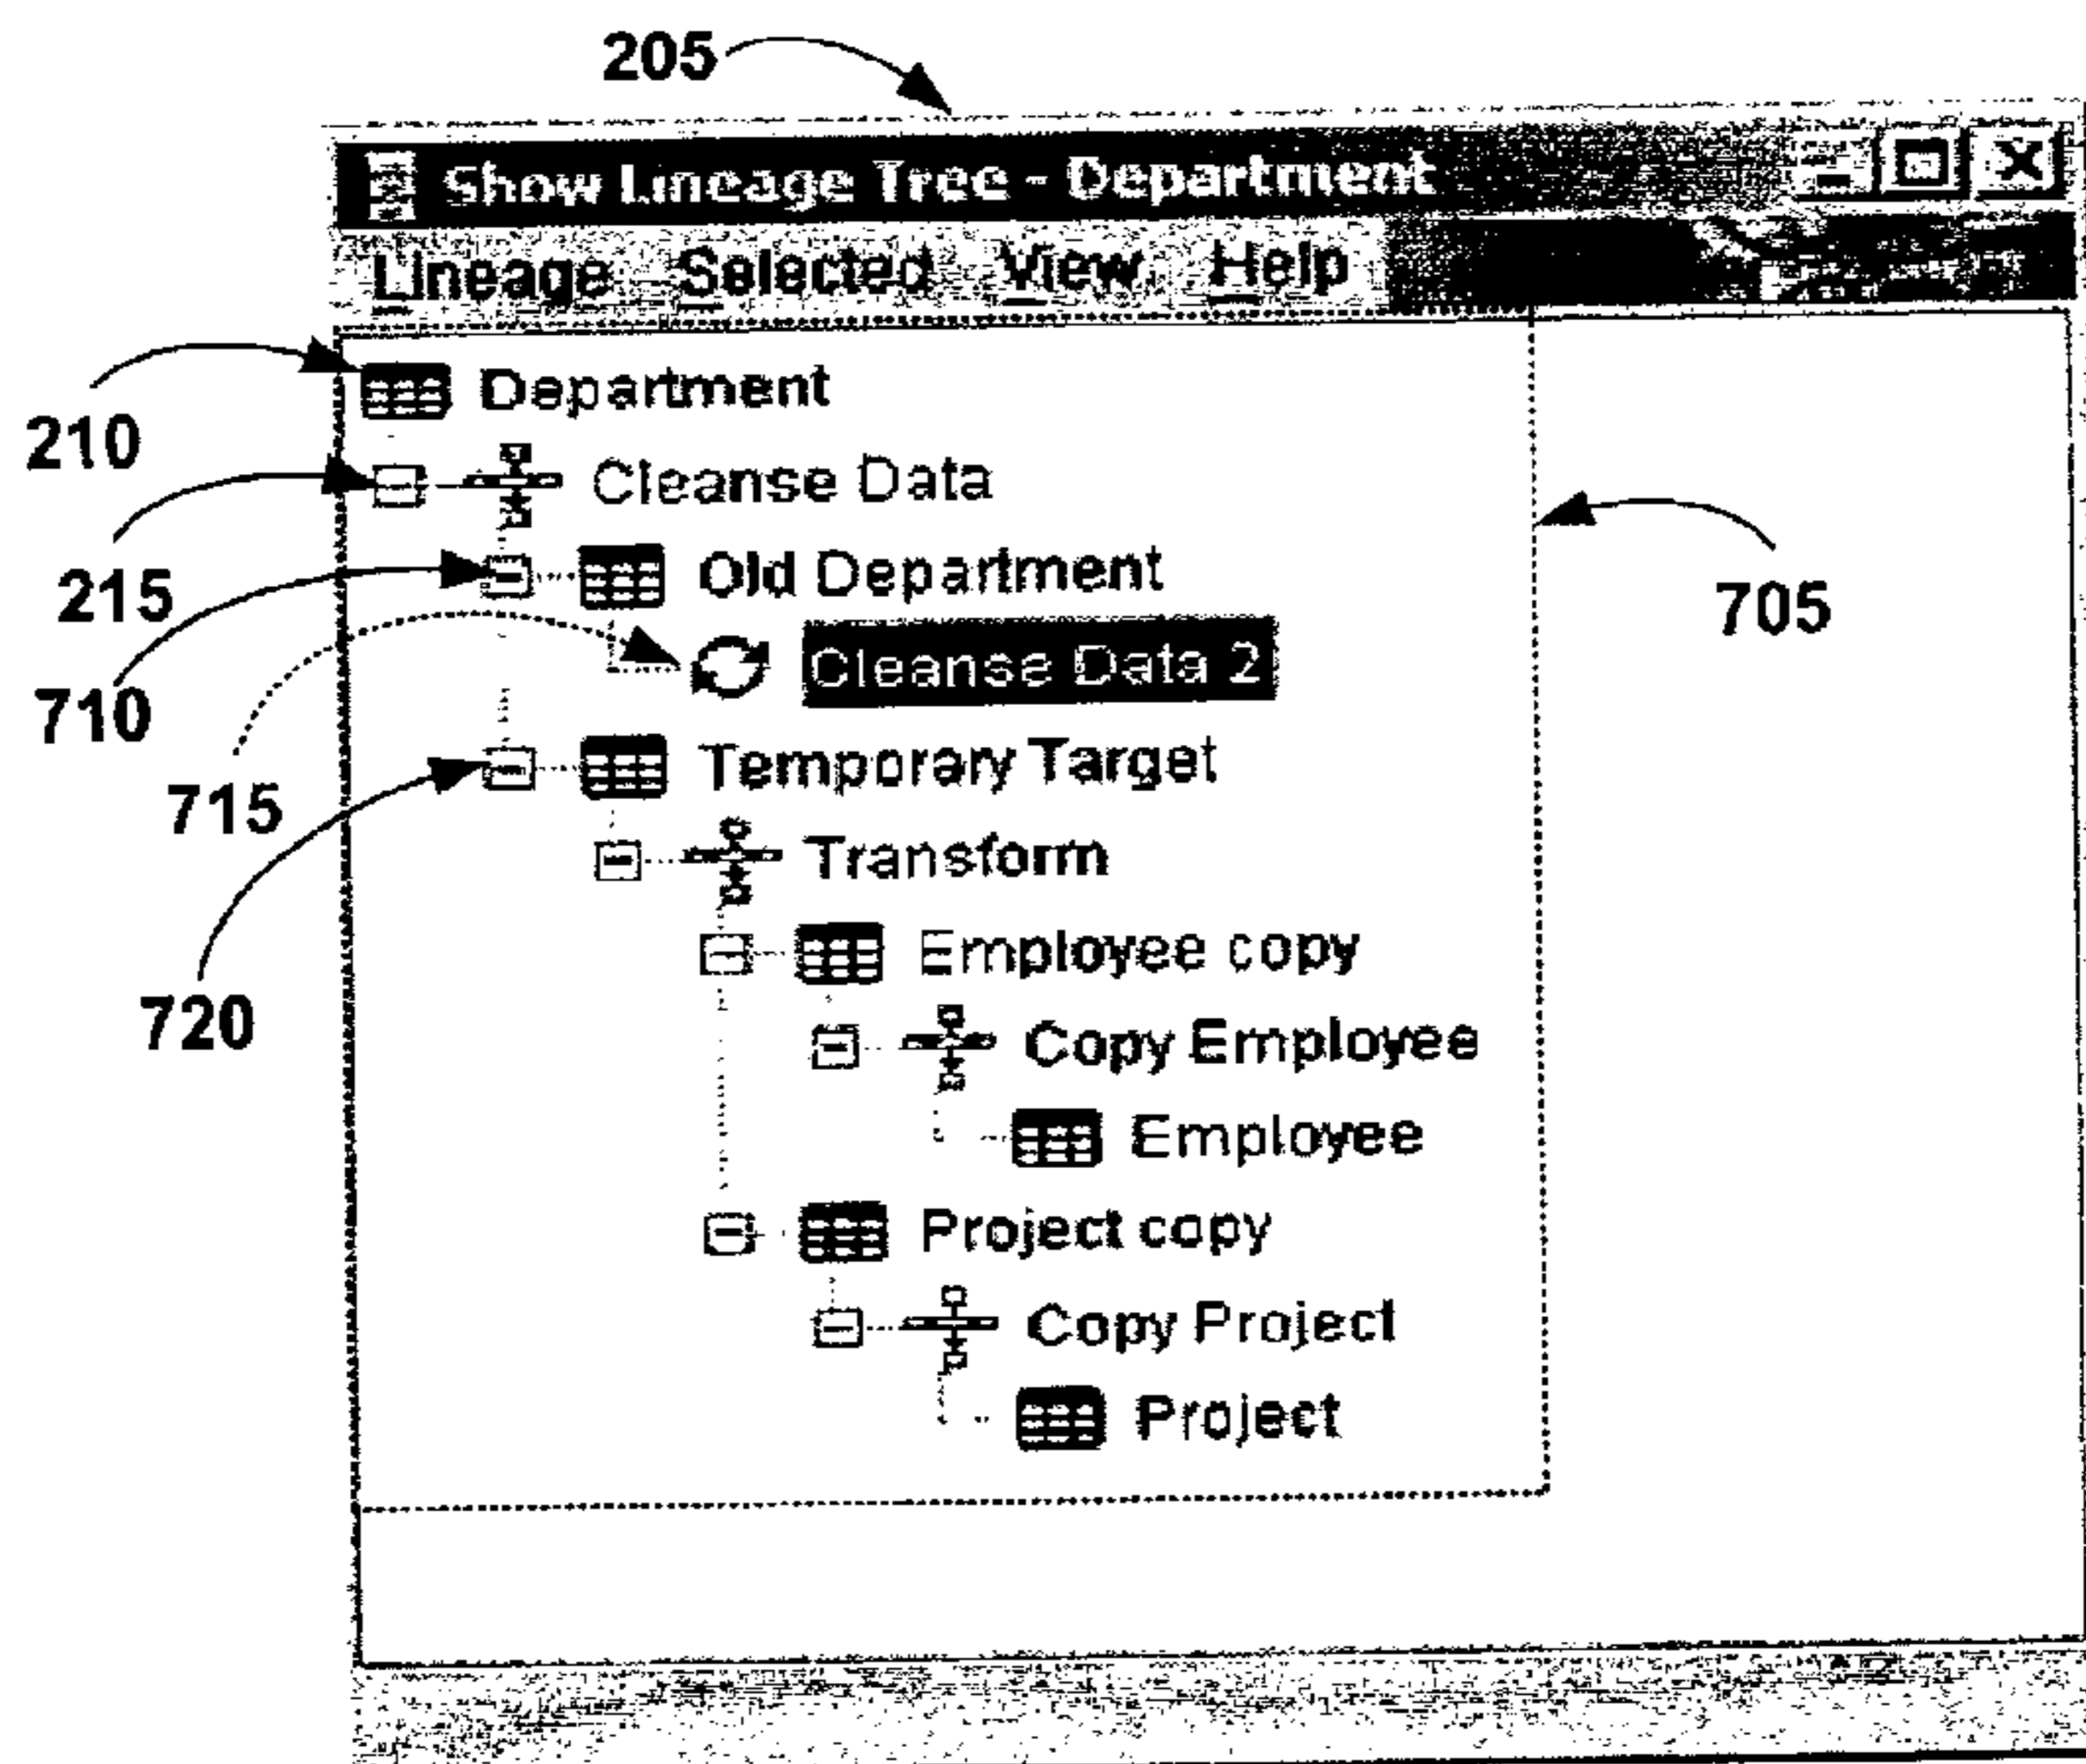 205
Show Lineage Tree - Department
Lineage Selected View Help
Department
210
Cleanse Data
215
Old Department
705
Cleanse Data 2
710
Temporary Target
715
Transform
Employee copy
720
Copy Employee
Employee
Project copy
Copy Project
Project